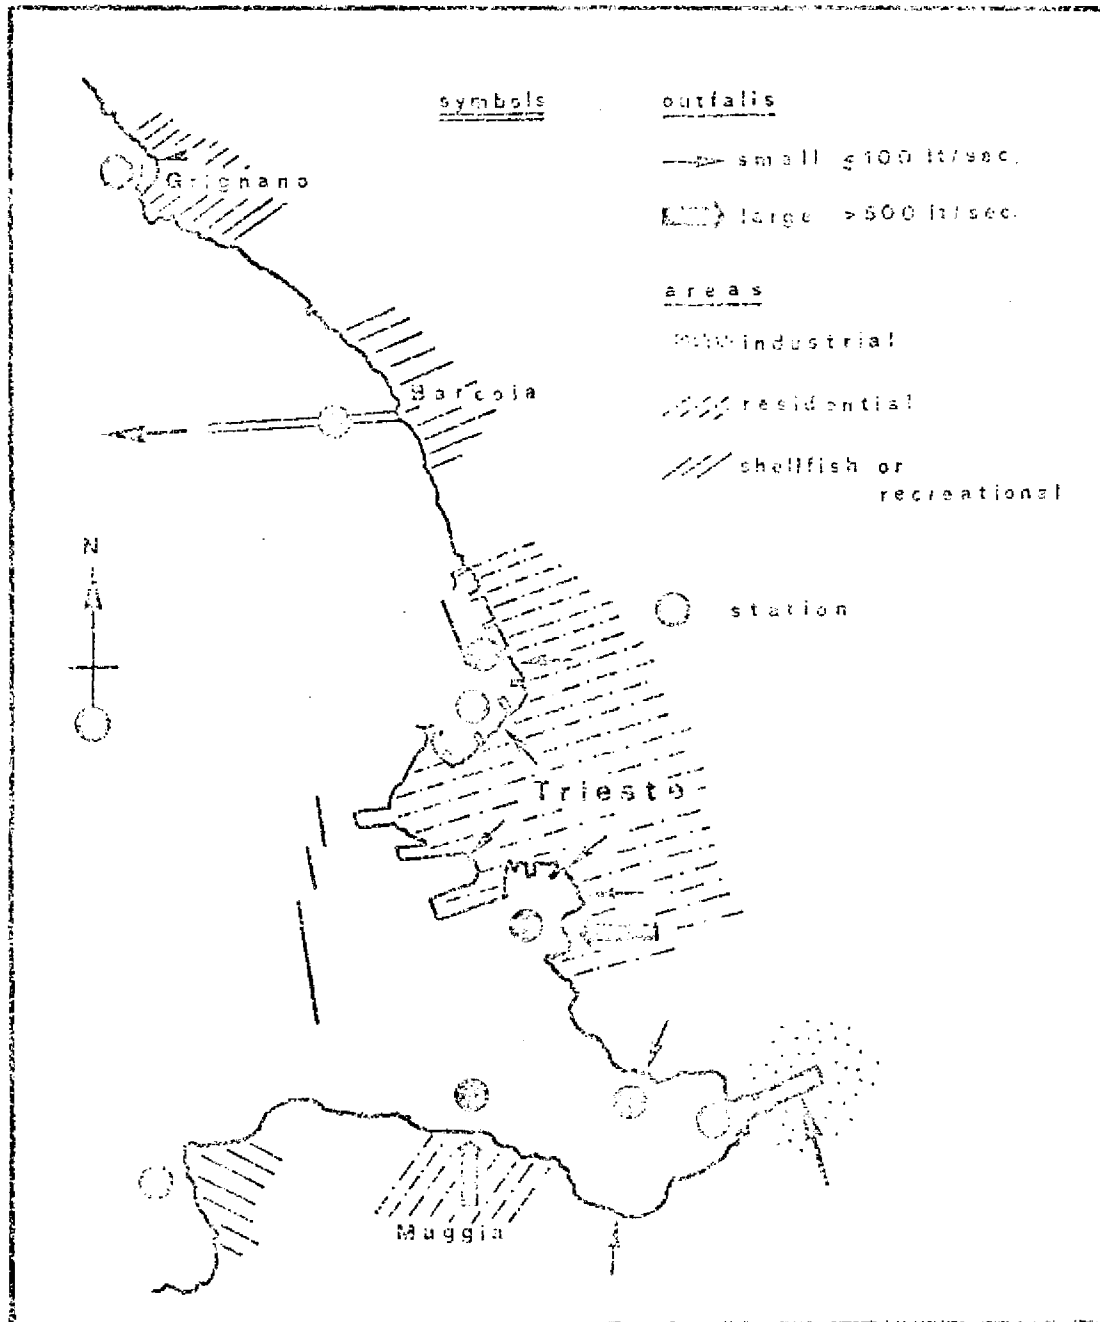 symbols
outfalls
small ≤100 lt/sec.
large >500 lt/sec.
areas
industrial
residential
shellfish or
recreational
station
Grignano
Barcola
N
Trieste
Muggia